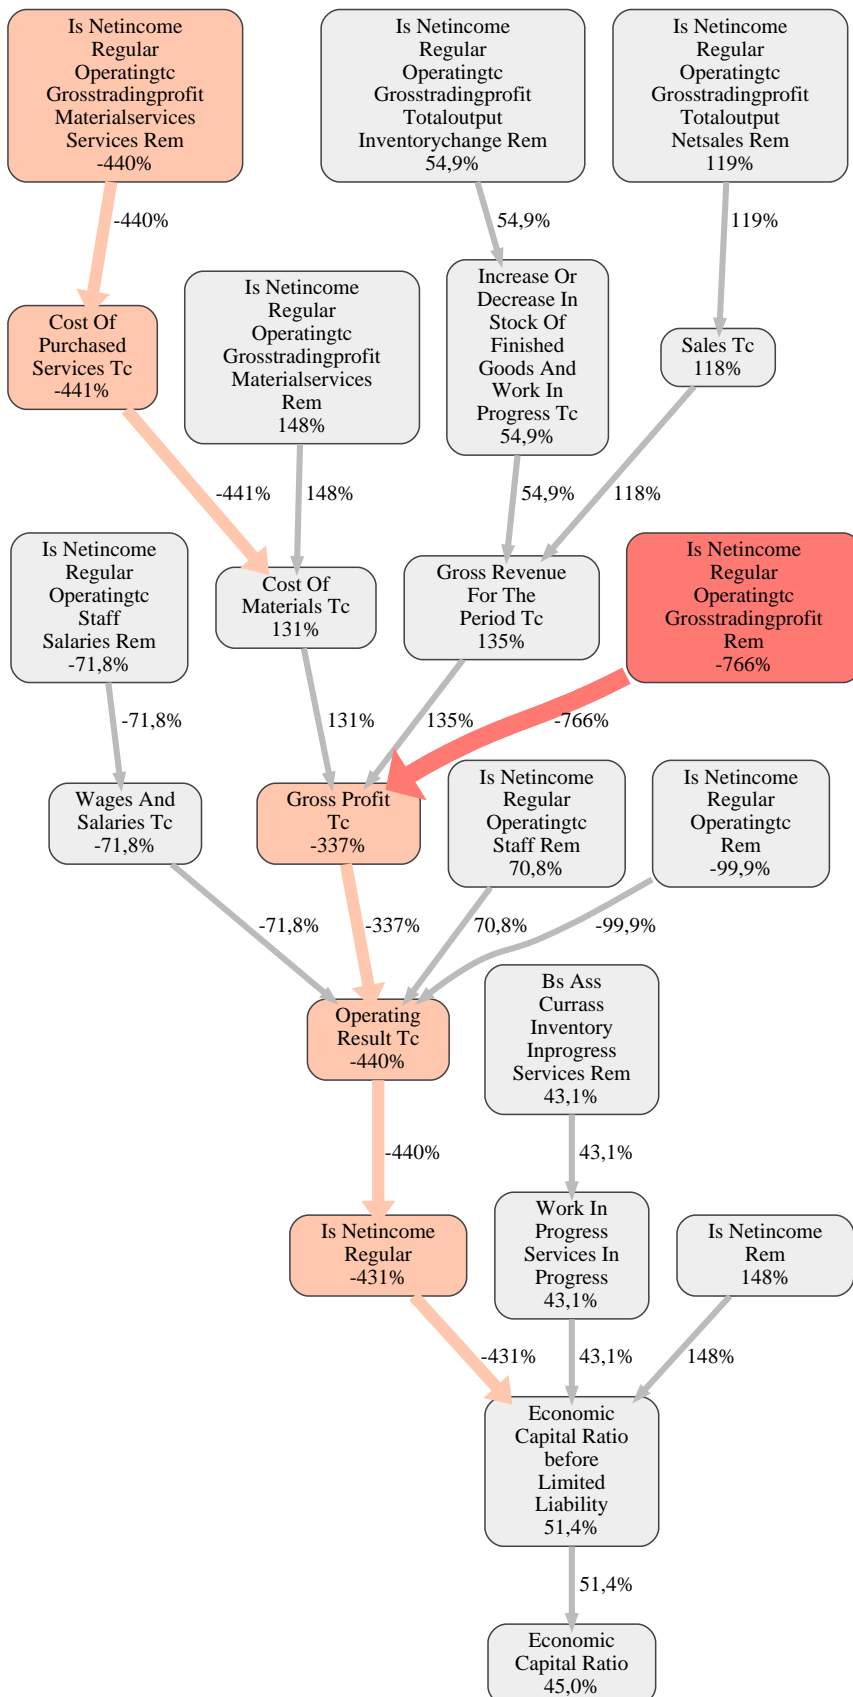 Is Netincome
Regular
Operatingtc
Grosstradingprofit
Materialservices
Services Rem
-440%
Is Netincome
Regular
Operatingtc
Grosstradingprofit
Totaloutput
Inventorychange Rem
54,9%
Is Netincome
Regular
Operatingtc
Grosstradingprofit
Totaloutput
Netsales Rem
119%
-440%
54,9%
119%
Cost Of
Purchased
Services Tc
-441%
Is Netincome
Regular
Operatingtc
Grosstradingprofit
Materialservices
Rem
148%
Increase Or
Decrease In
Stock Of
Finished
Goods And
Work In
Progress Tc
54,9%
Sales Tc
118%
-441%
148%
54,9%
118%
Is Netincome
Regular
Operatingtc
Staff
Salaries Rem
-71,8%
Cost Of
Materials Tc
131%
Gross Revenue
For The
Period Tc
135%
Is Netincome
Regular
Operatingtc
Grosstradingprofit
Rem
-766%
-71,8%
131%
135%
-766%
Wages And
Salaries Tc
-71,8%
Gross Profit
Tc
-337%
Is Netincome
Regular
Operatingtc
Staff Rem
70,8%
Is Netincome
Regular
Operatingtc
Rem
-99,9%
-71,8%
-337%
70,8%
-99,9%
Operating
Result Tc
-440%
Bs Ass
Currass
Inventory
Inprogress
Services Rem
43,1%
-440%
43,1%
Is Netincome
Regular
-431%
Work In
Progress
Services In
Progress
43,1%
Is Netincome
Rem
148%
-431%
43,1%
148%
Economic
Capital Ratio
before
Limited
Liability
51,4%
51,4%
Economic
Capital Ratio
45,0%